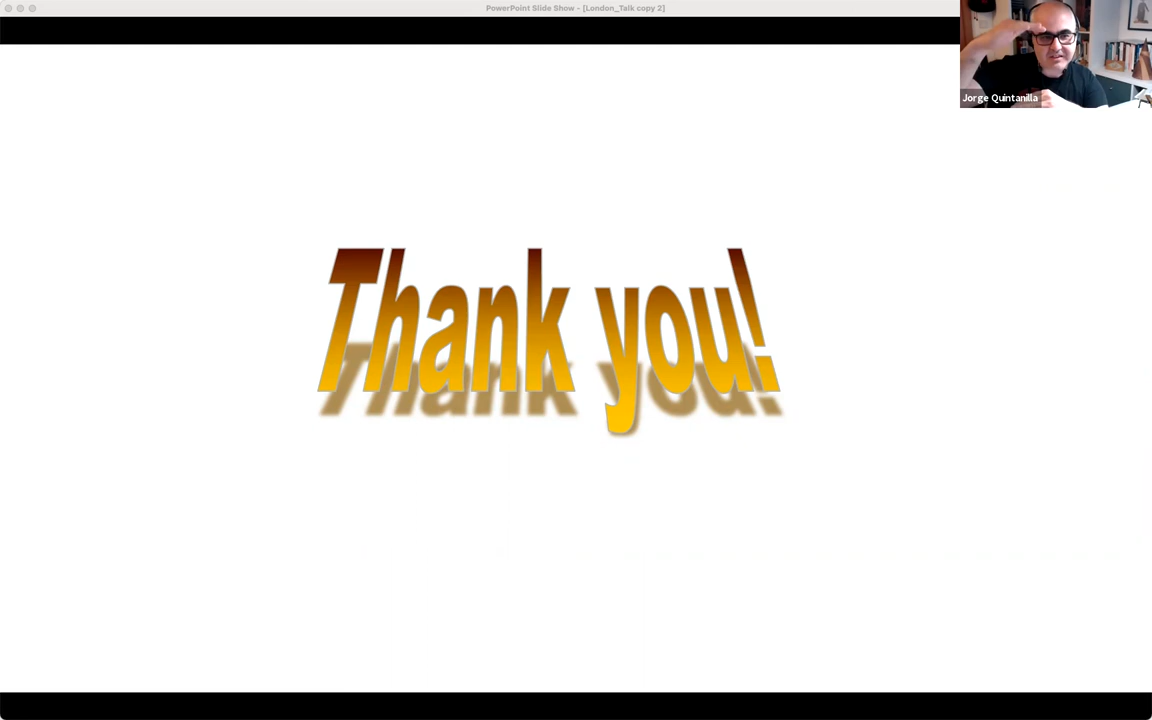 PowerPoint Slide Show - [London_Talk copy 2]
Jorge Quintanilla
Thank you!